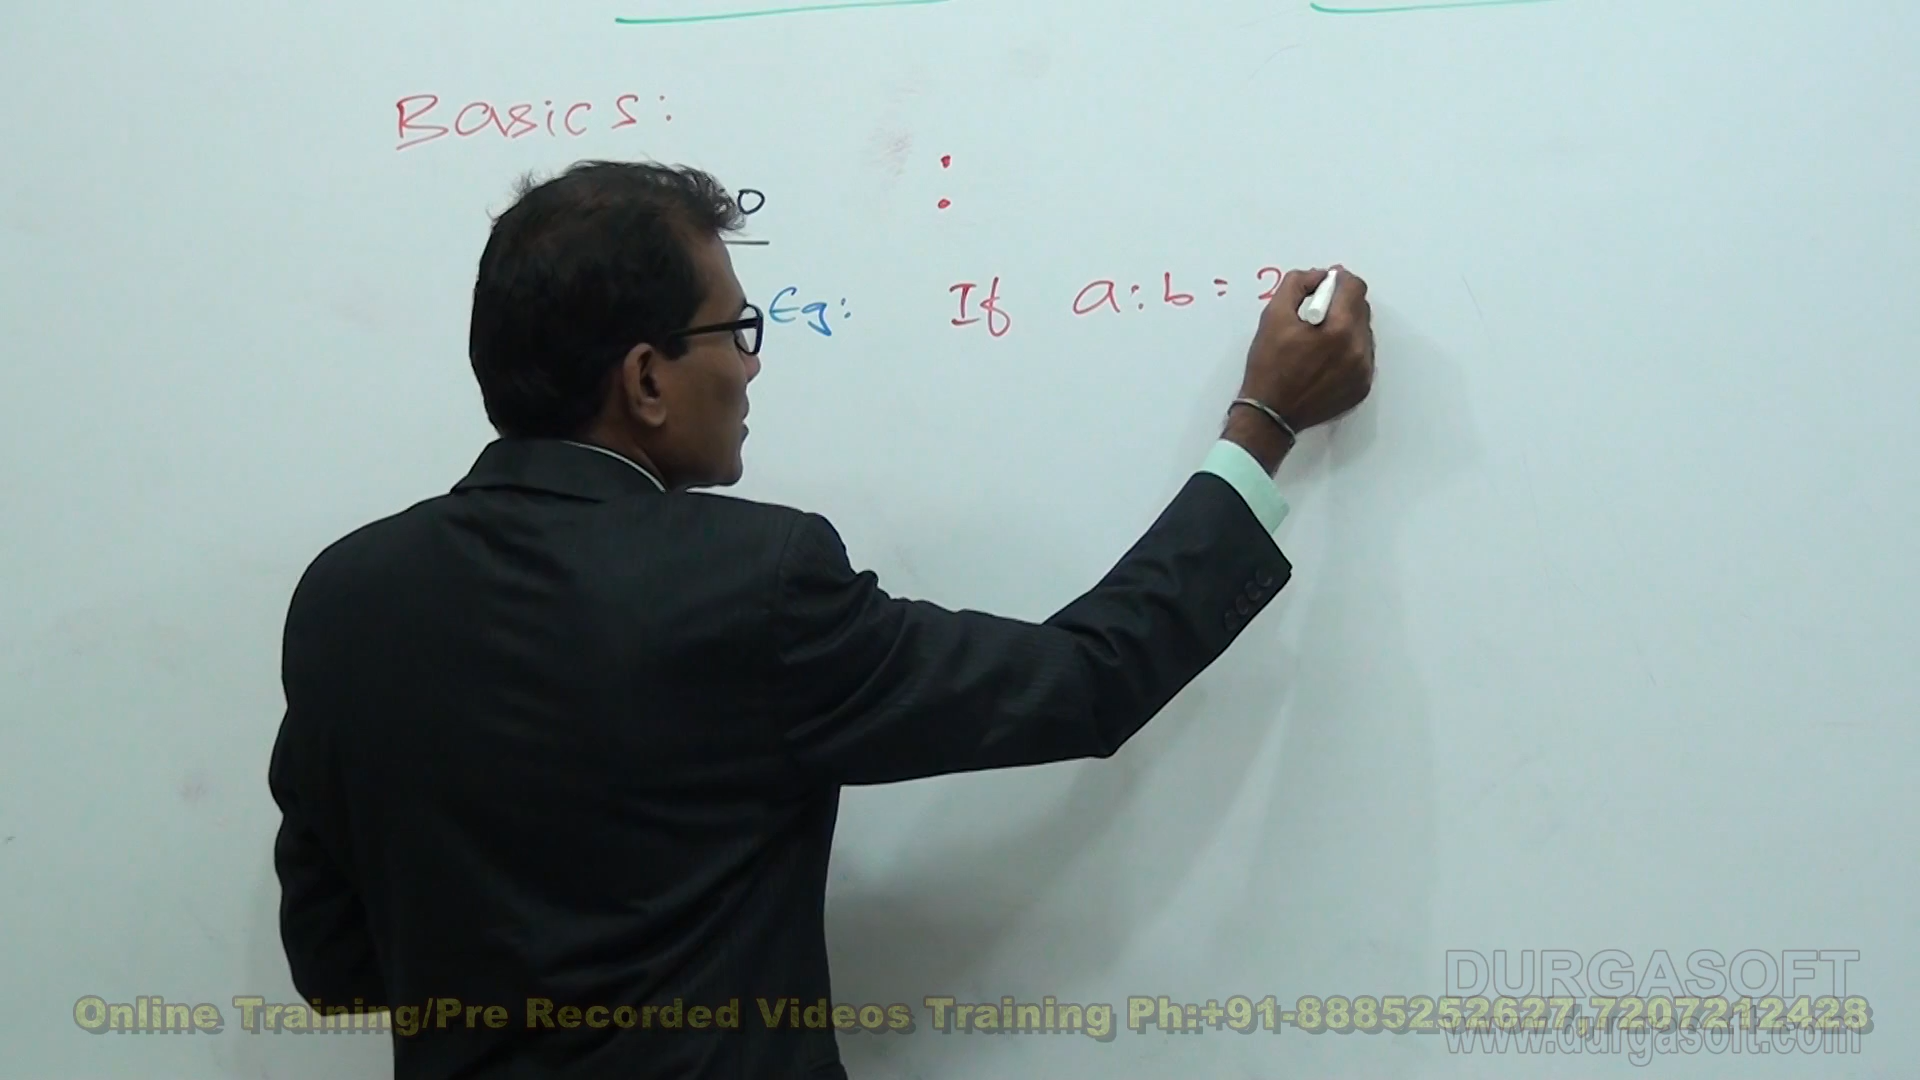 Basics:
:
Eg: If a:b = 2
DURGASOFT
Online Training/Pre Recorded Videos Training Ph:+91-8885252627,7207212428
www.durgasoft.com